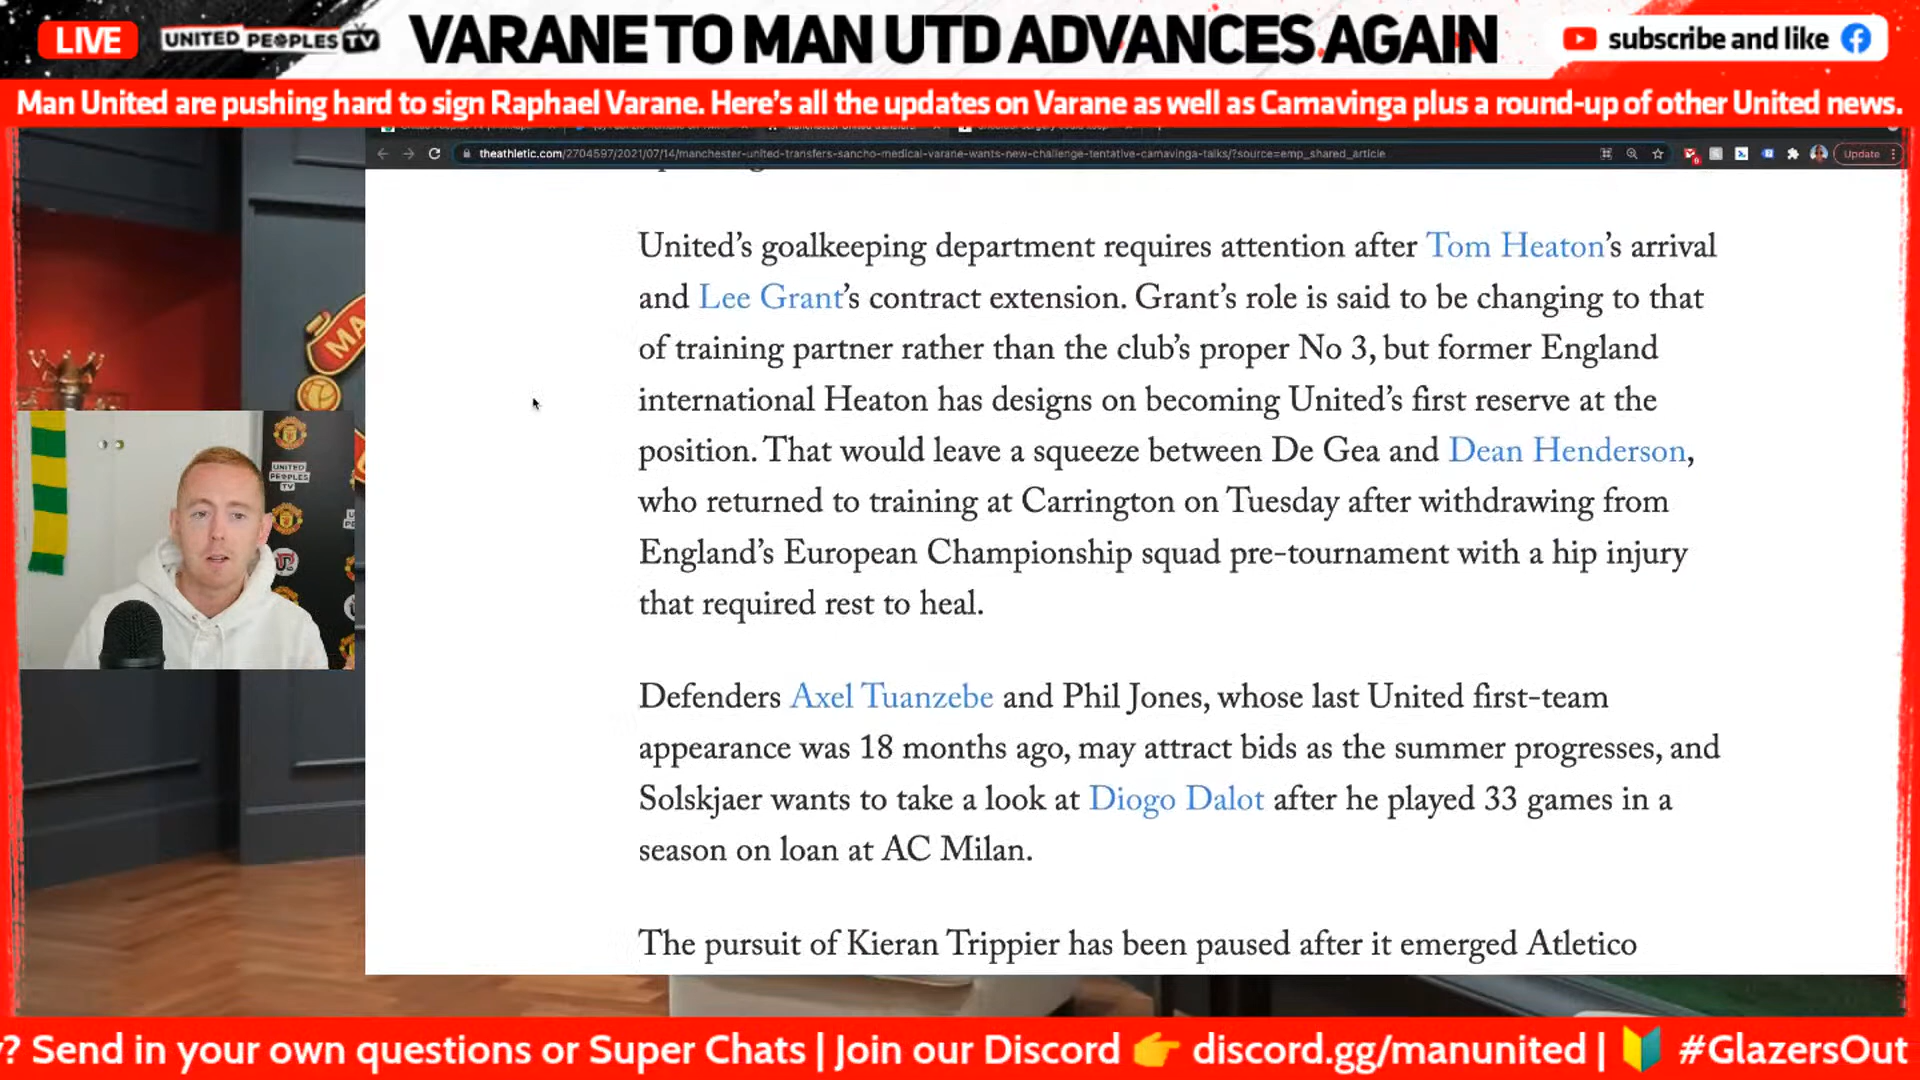 LIVE
UNITED PEOPLES TV
VARANE TO MAN UTD ADVANCES AGAIN
subscribe and like
Man United are pushing hard to sign Raphael Varane. Here's all the updates on Varane as well as Camavinga plus a round-up of other United news.
theathletic.com/2704597/2021/07/14/manchester-united-transfers-sancho-medical-varane-wants-new-challenge-tentative-camavinga-talks/?source=emp_shared_article
Update
United's goalkeeping department requires attention after Tom Heaton's arrival
and Lee Grant's contract extension. Grant's role is said to be changing to that
of training partner rather than the club's proper No 3, but former England
international Heaton has designs on becoming United's first reserve at the
position. That would leave a squeeze between De Gea and Dean Henderson,
who returned to training at Carrington on Tuesday after withdrawing from
England's European Championship squad pre-tournament with a hip injury
that required rest to heal.
Defenders Axel Tuanzebe and Phil Jones, whose last United first-team
appearance was 18 months ago, may attract bids as the summer progresses, and
Solskjaer wants to take a look at Diogo Dalot after he played 33 games in a
season on loan at AC Milan.
The pursuit of Kieran Trippier has been paused after it emerged Atletico
MA
UNITED
PEOPLES
TV
? Send in your own questions or Super Chats | Join our Discord 👉 discord.gg/manunited | 🔰 #GlazersOut